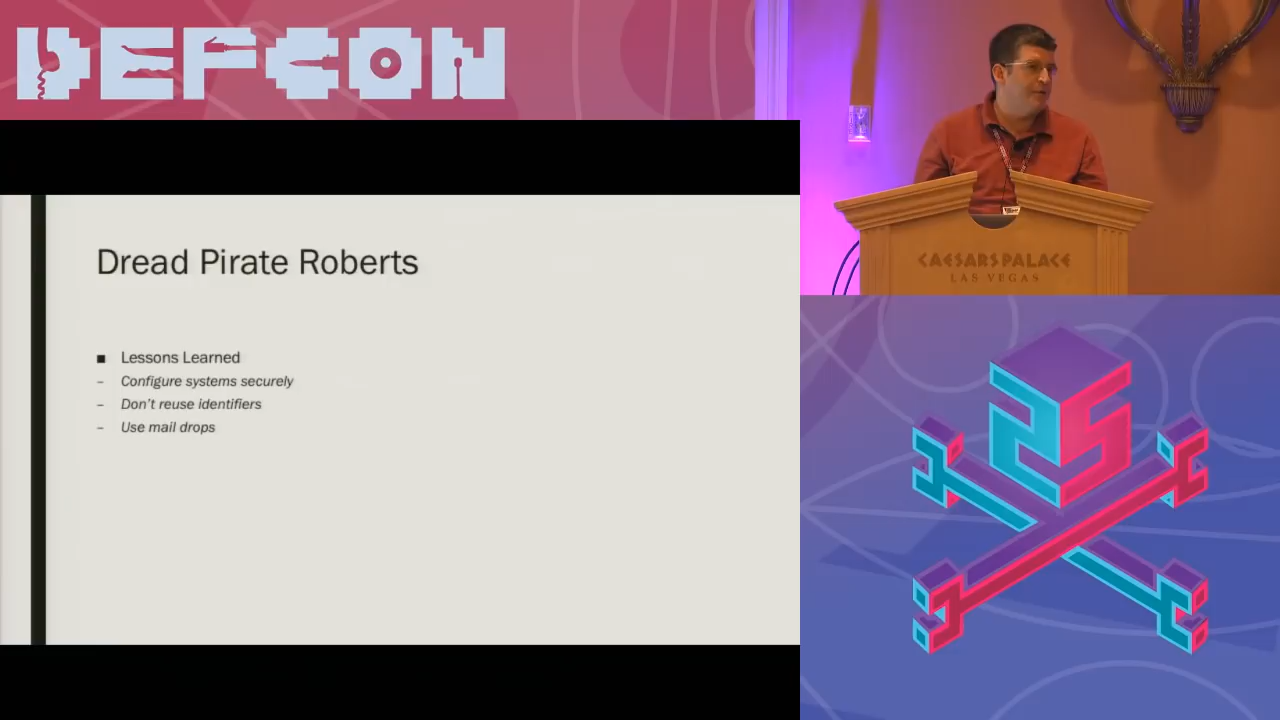 DEFCON
CAESARS PALACE
LAS VEGAS
Dread Pirate Roberts
Lessons Learned
– Configure systems securely
– Don't reuse identifiers
– Use mail drops
25